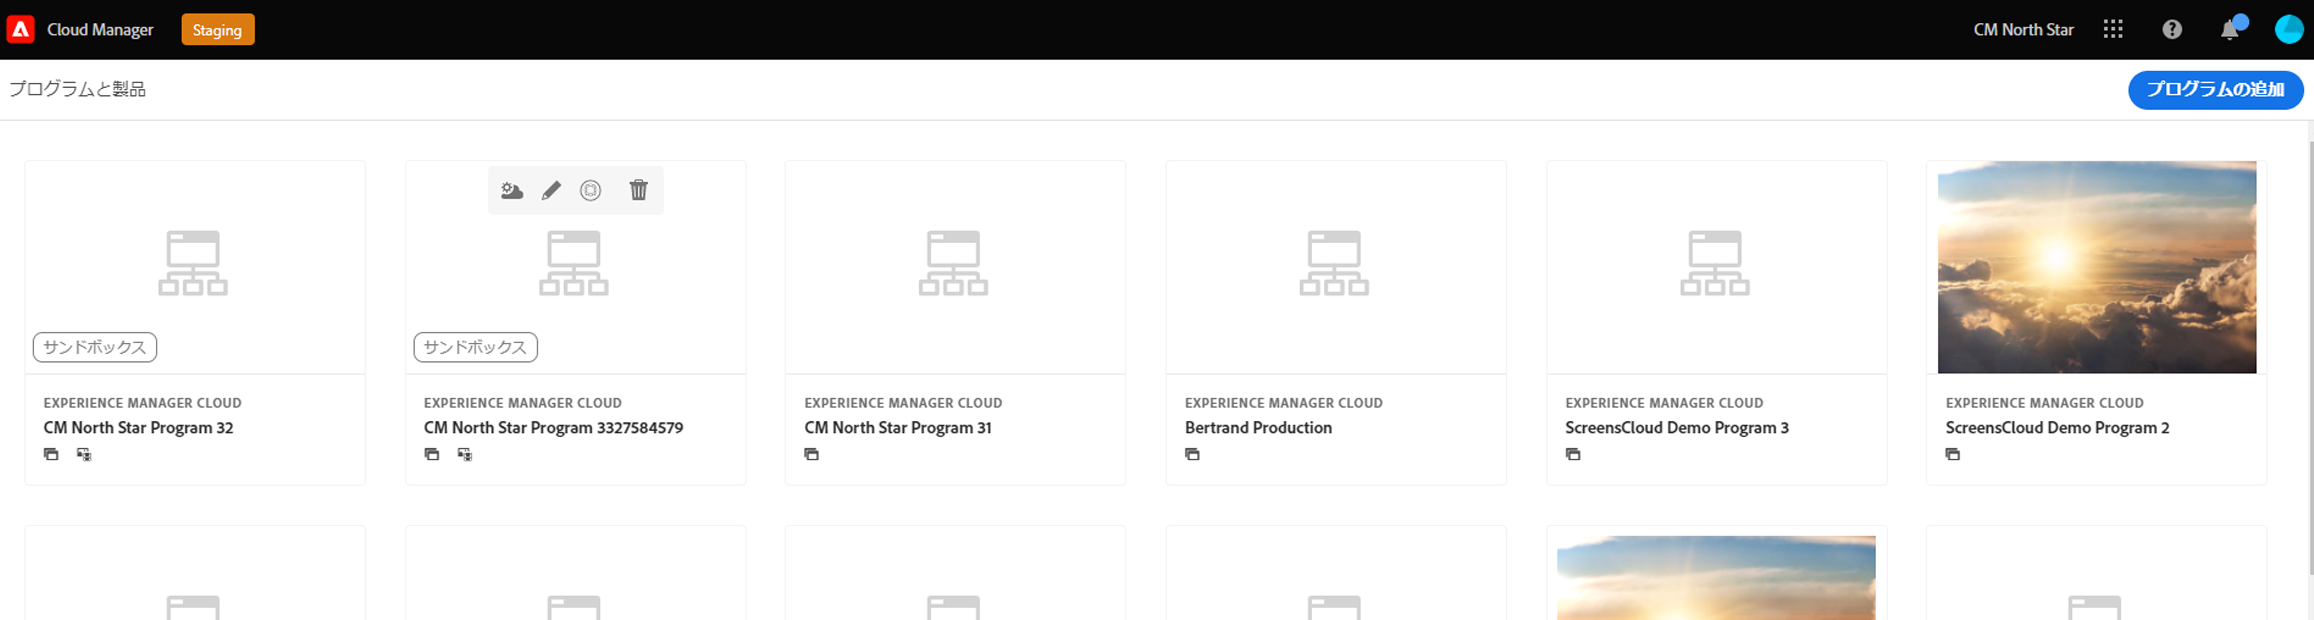 Cloud Manager
Staging
CM North Star
プログラムと製品
プログラムの追加
サンドボックス
サンドボックス
EXPERIENCE MANAGER CLOUD
CM North Star Program 32
EXPERIENCE MANAGER CLOUD
CM North Star Program 3327584579
EXPERIENCE MANAGER CLOUD
CM North Star Program 31
EXPERIENCE MANAGER CLOUD
Bertrand Production
EXPERIENCE MANAGER CLOUD
ScreensCloud Demo Program 3
EXPERIENCE MANAGER CLOUD
ScreensCloud Demo Program 2